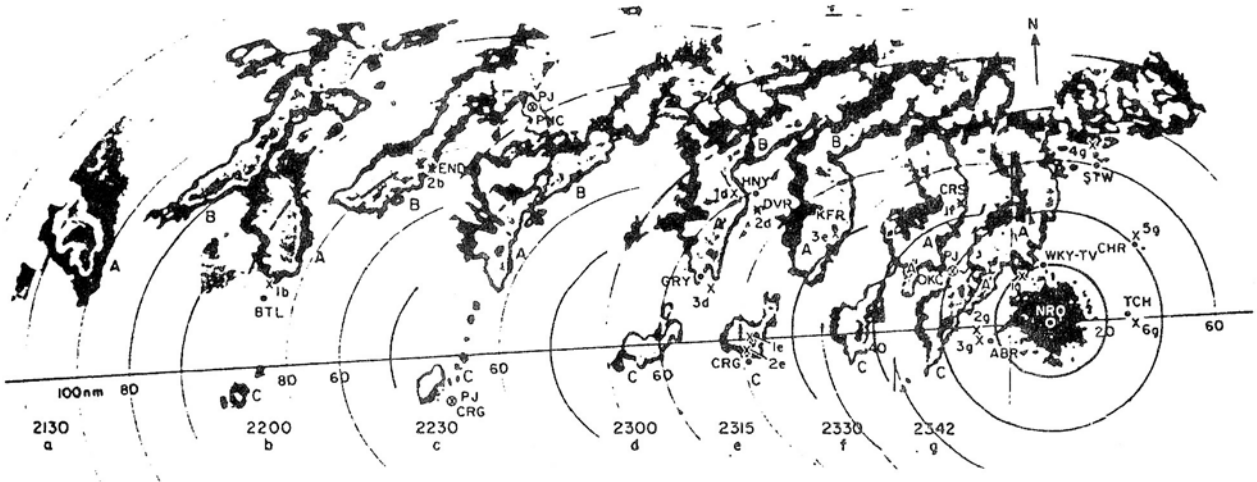 N
PJ
PNC
4g
STW
END
2b
B
HNY
1d
CRS
1f
DVR
2d
KFR
3e
5g
CHR
B
B
B
B
A
A
A
A
A
A
A
A
A
WKY-TV
PJ
OKC
1g
1b
BTL
GRY
3d
NRO
TCH
20
60
2g
6g
3g
ABR
1e
2e
CRG
C
C
C
C
C
C
40
60
60
80
80
100nm
PJ
CRG
2130
a
2200
b
2230
c
2300
d
2315
e
2330
f
2342
g